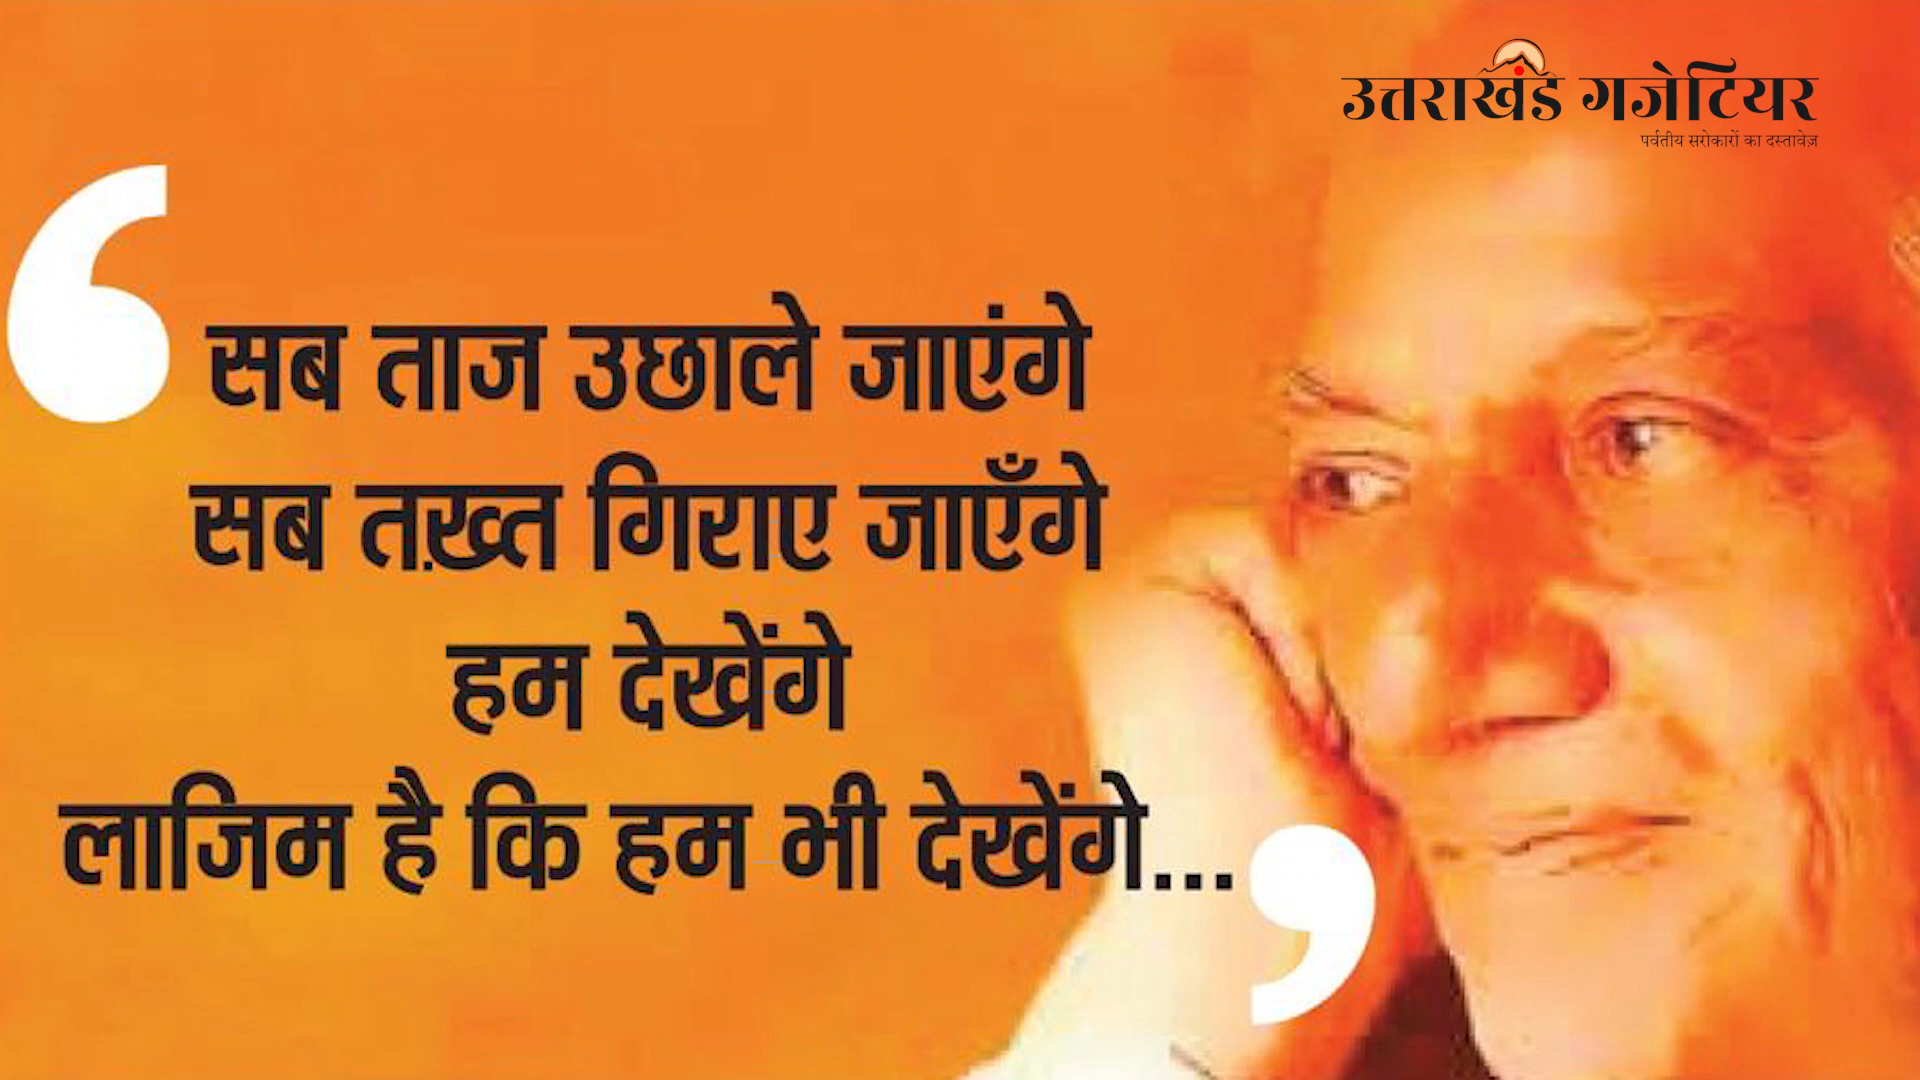 उत्तराखंड गजेटियर
पर्वतीय सरोकारों का दस्तावेज़
‘सब ताज उछाले जाएंगे
सब तख़्त गिराए जाएँगे
हम देखेंगे
लाजिम है कि हम भी देखेंगे...’